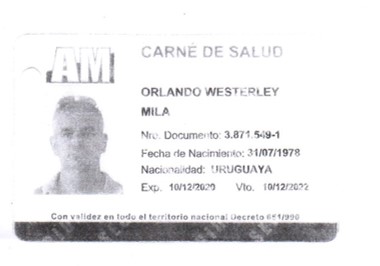 AM
CARNÉ DE SALUD
ORLANDO WESTERLEY
MILA
Nro. Documento: 3.871.549-1
Fecha de Nacimiento: 31/07/1978
Nacionalidad: URUGUAYA
Exp. 10/12/2020 Vto. 10/12/2022
Con validez en todo el territorio nacional Decreto 651/990